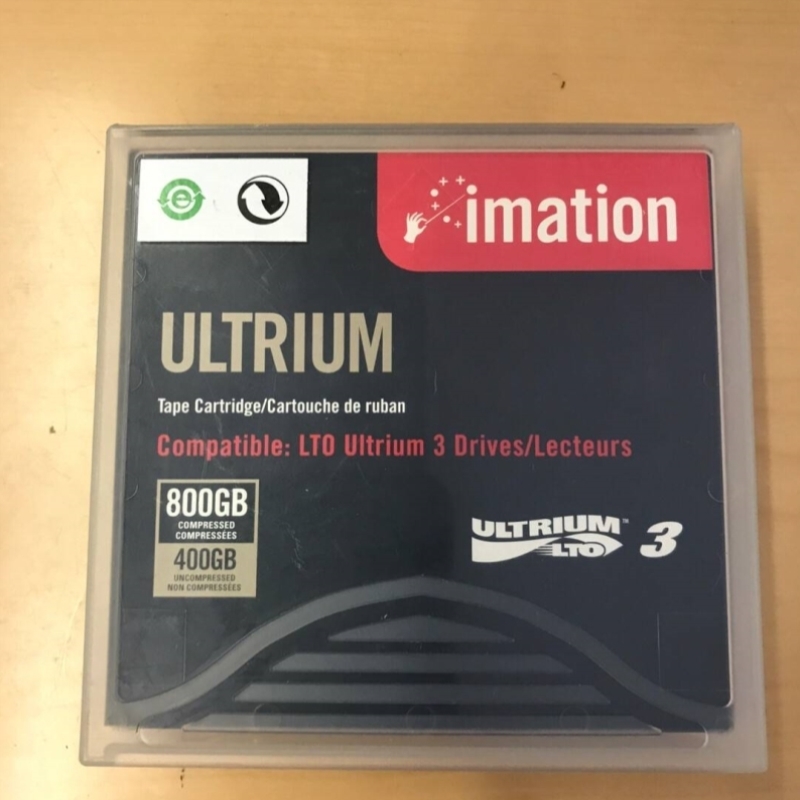 e
imation
ULTRIUM
Tape Cartridge/Cartouche de ruban
Compatible: LTO Ultrium 3 Drives/Lecteurs
800GB
COMPRESSED
COMPRESSÉES
400GB
UNCOMPRESSED
NON COMPRESSÉES
ULTRIUM™
LTO
3